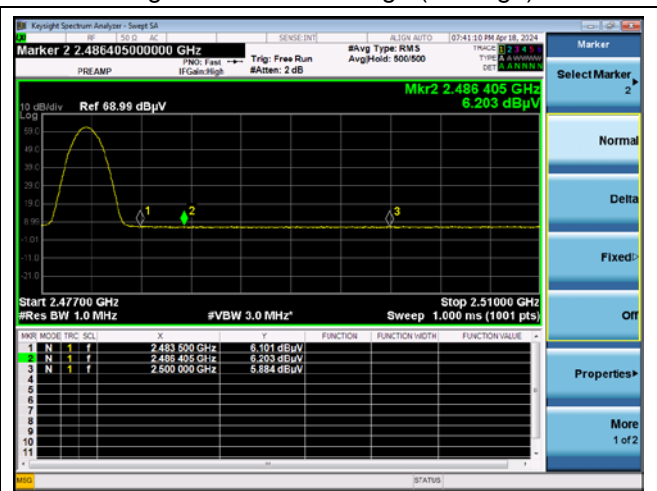 Keysight Spectrum Analyzer - Swept SA
RF 50 Ω AC SENSE:INT ALIGN AUTO 07:41:10 PM Apr 18, 2024
Marker 2 2.486405000000 GHz
PREAMP
PNO: Fast
IFGain:High
Trig: Free Run
#Atten: 2 dB
#Avg Type: RMS
Avg|Hold: 500/500
TRACE 1 2 3 4 5 6
TYPE A A WWWW
DET A A N N N N
Mkr2 2.486 405 GHz
6.203 dBµV
10 dB/div
Log
Ref 68.99 dBµV
59.0
49.0
39.0
29.0
19.0
8.99
-1.01
-11.0
-21.0
1
2
3
Start 2.47700 GHz
Stop 2.51000 GHz
#Res BW 1.0 MHz
#VBW 3.0 MHz*
Sweep 1.000 ms (1001 pts)
MKR MODE TRC SCL X Y FUNCTION FUNCTION WIDTH FUNCTION VALUE
1 N 1 f 2.483 500 GHz 6.101 dBµV
2 N 1 f 2.486 405 GHz 6.203 dBµV
3 N 1 f 2.500 000 GHz 5.884 dBµV
4
5
6
7
8
9
10
11
MSG
STATUS
Marker
Select Marker
2
Normal
Delta
Fixed
Off
Properties
More
1 of 2